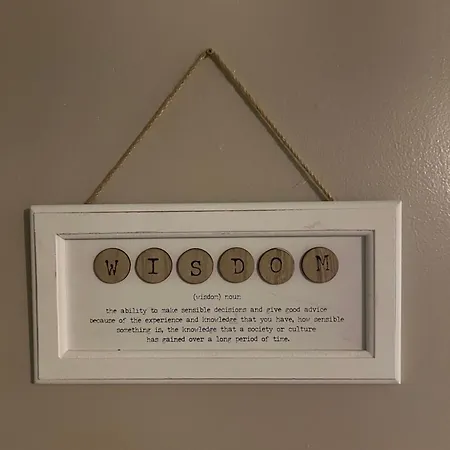 WISDOM
(wisdom) noun
the ability to make sensible decisions and give good advice
because of the experience and knowledge that you have, how sensible
something is, the knowledge that a society or culture
has gained over a long period of time.